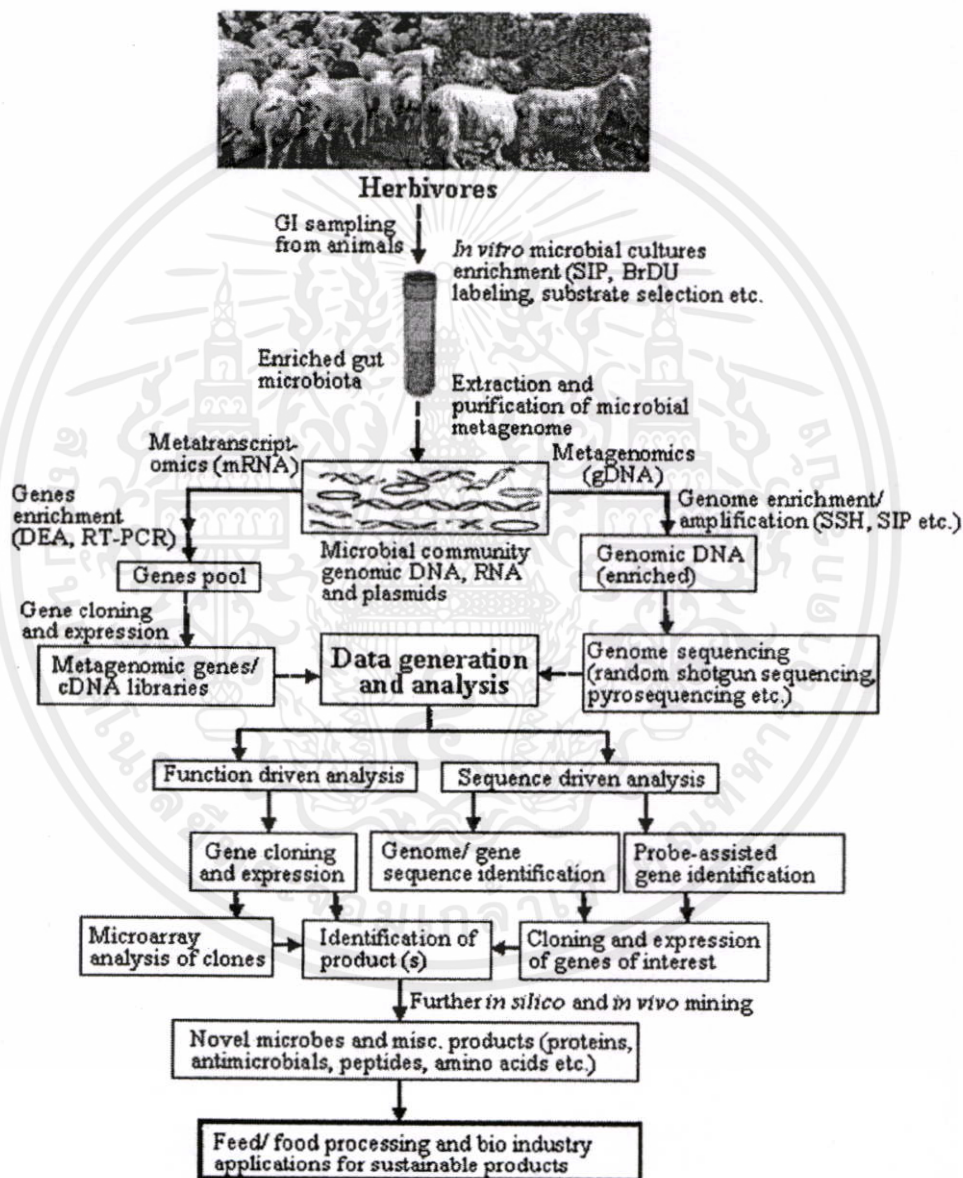 Herbivores
GI sampling
from animals
In vitro microbial cultures
enrichment (SIP, BrDU
labeling, substrate selection etc.
Enriched gut
microbiota
Extraction and
purification of microbial
metagenome
Metatranscript-
omics (mRNA)
Metagenomics
(gDNA)
Genes
enrichment
(DEA, RT-PCR)
Genome enrichment/
amplification (SSH, SIP etc.)
Microbial community
genomic DNA, RNA
and plasmids
Genes pool
Genomic DNA
(enriched)
Gene cloning
and expression
Metagenomic genes/
cDNA libraries
Data generation
and analysis
Genome sequencing
(random shotgun sequencing,
pyrosequencing etc.)
Function driven analysis
Sequence driven analysis
Gene cloning
and expression
Genome/ gene
sequence identification
Probe-assisted
gene identification
Microarray
analysis of clones
Identification of
product (s)
Cloning and expression
of genes of interest
Further in silico and in vivo mining
Novel microbes and misc. products (proteins,
antimicrobials, peptides, amino acids etc.)
Feed/ food processing and bio industry
applications for sustainable products